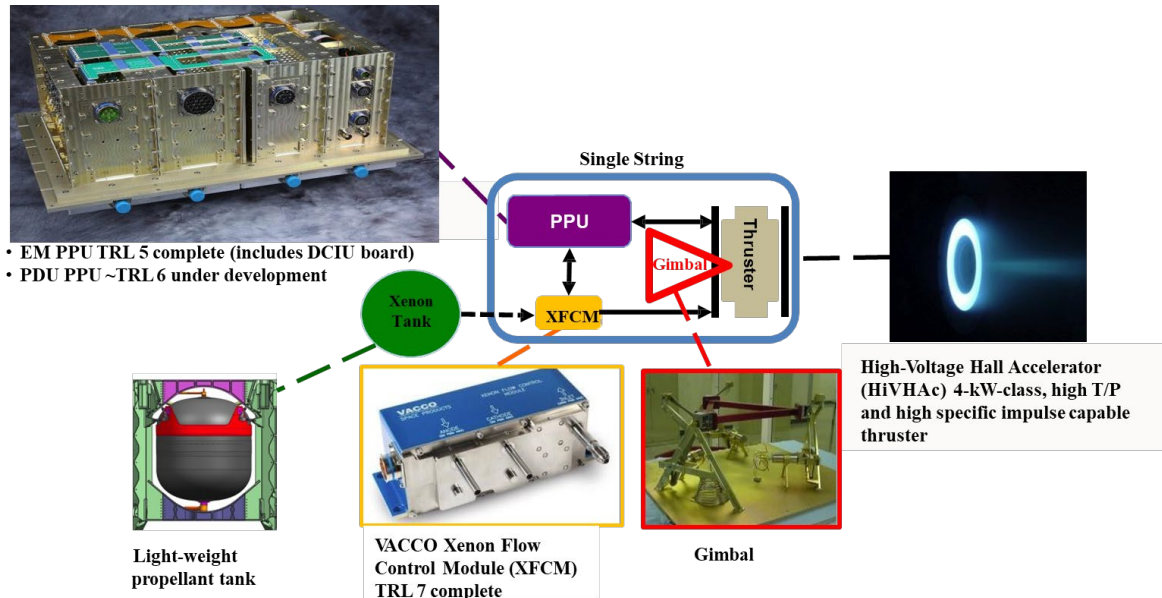 Single String
PPU
Thruster
Gimbal
XFCM
Xenon
Tank
• EM PPU TRL 5 complete (includes DCIU board)
• PDU PPU ~TRL 6 under development
VACCO
SPACE PRODUCTS
XENON FLOW CONTROL
MODULE
ANODE
CATHODE
INLET
High-Voltage Hall Accelerator
(HiVHAc) 4-kW-class, high T/P
and high specific impulse capable
thruster
Light-weight
propellant tank
VACCO Xenon Flow
Control Module (XFCM)
TRL 7 complete
Gimbal